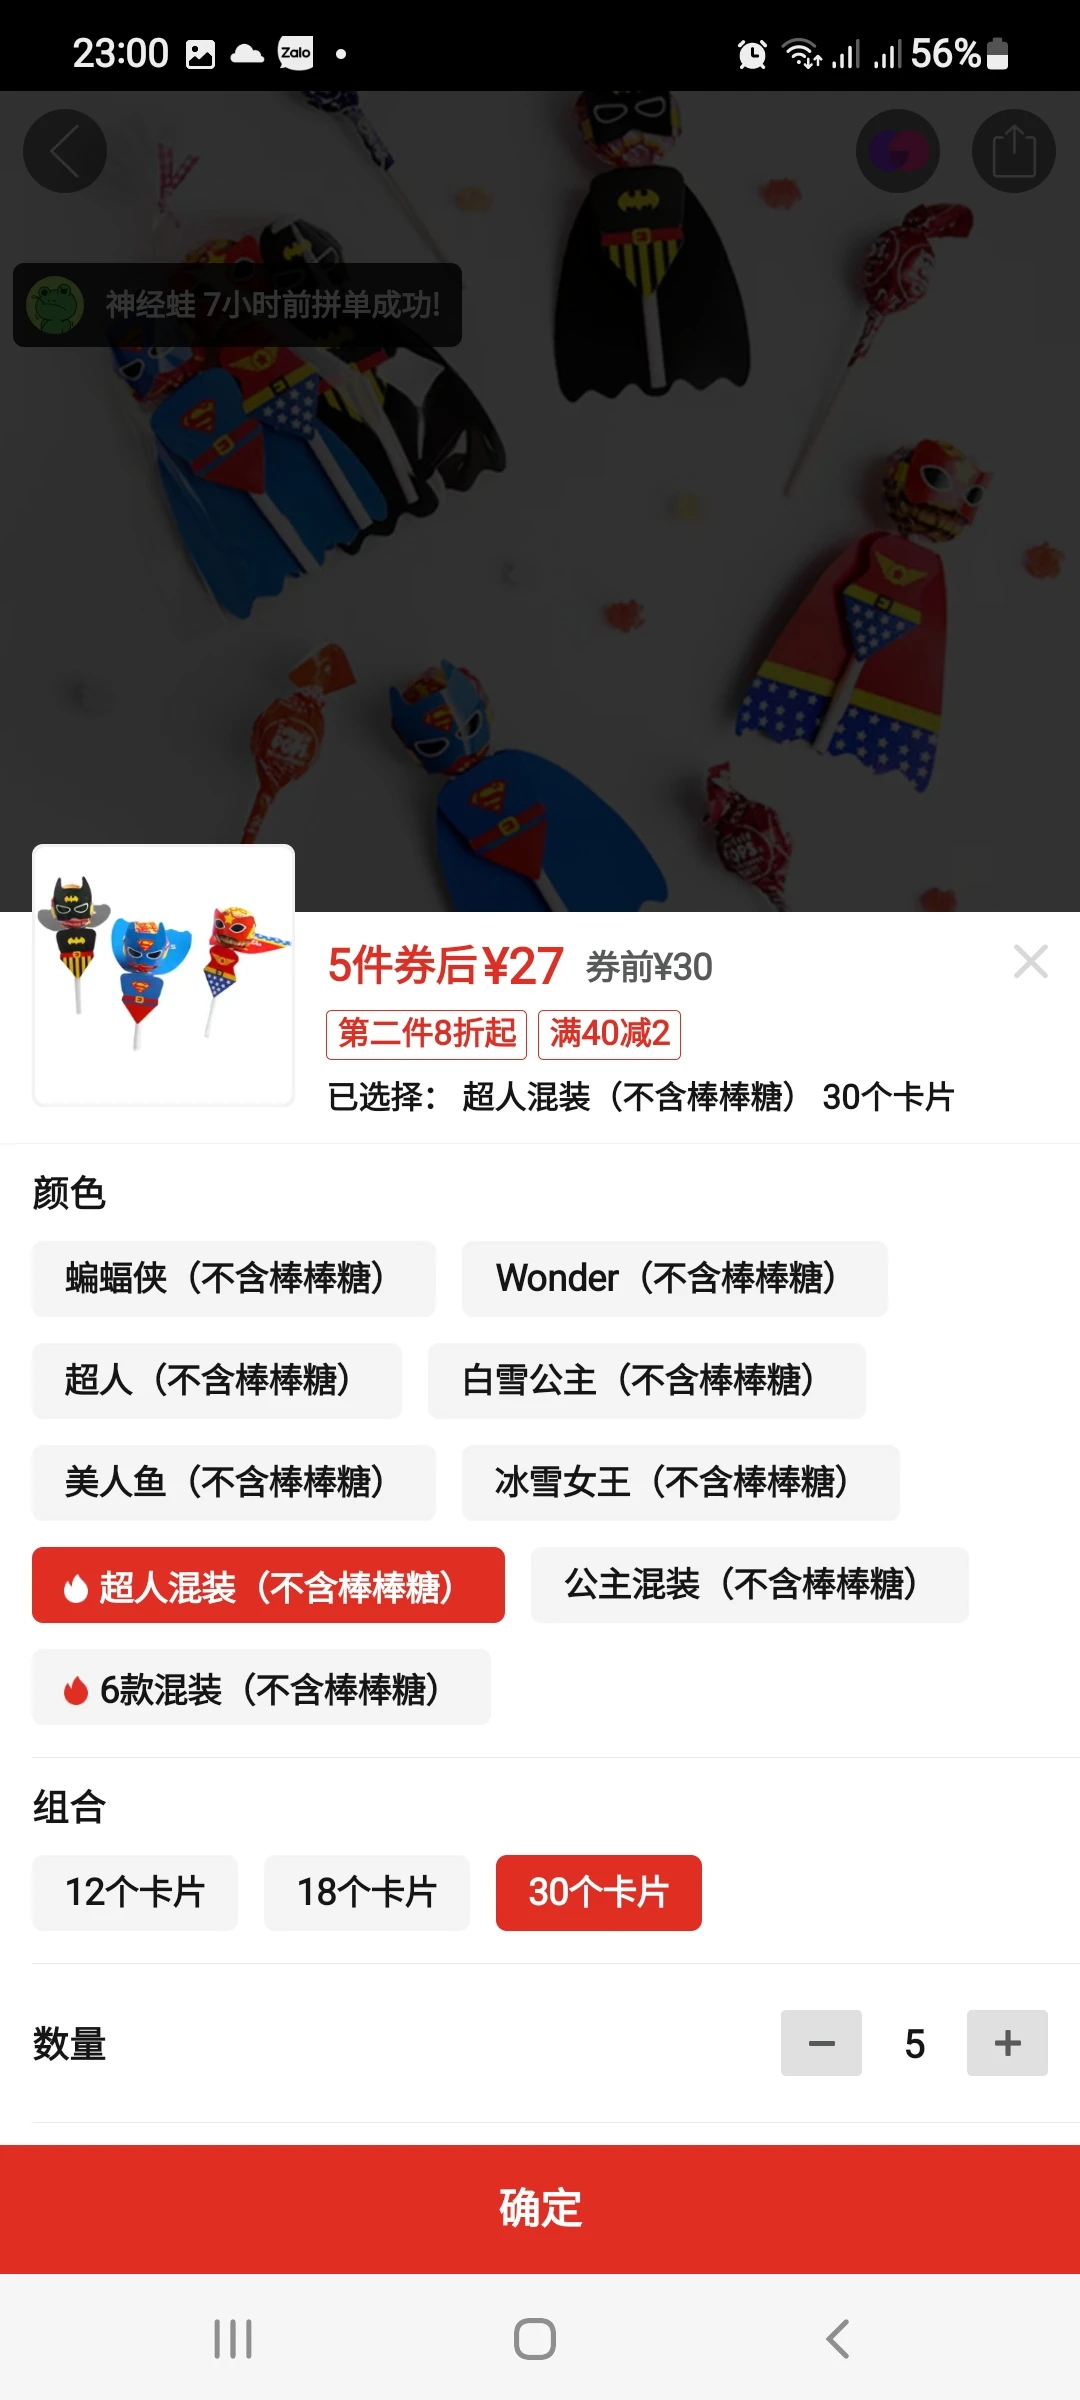 23:00 Zalo 56%
神经蛙 7小时前拼单成功!
5件券后¥27 券前¥30
第二件8折起 满40减2
已选择： 超人混装（不含棒棒糖） 30个卡片
颜色
蝙蝠侠（不含棒棒糖） Wonder（不含棒棒糖）
超人（不含棒棒糖） 白雪公主（不含棒棒糖）
美人鱼（不含棒棒糖） 冰雪女王（不含棒棒糖）
超人混装（不含棒棒糖） 公主混装（不含棒棒糖）
6款混装（不含棒棒糖）
组合
12个卡片 18个卡片 30个卡片
数量 5
确定